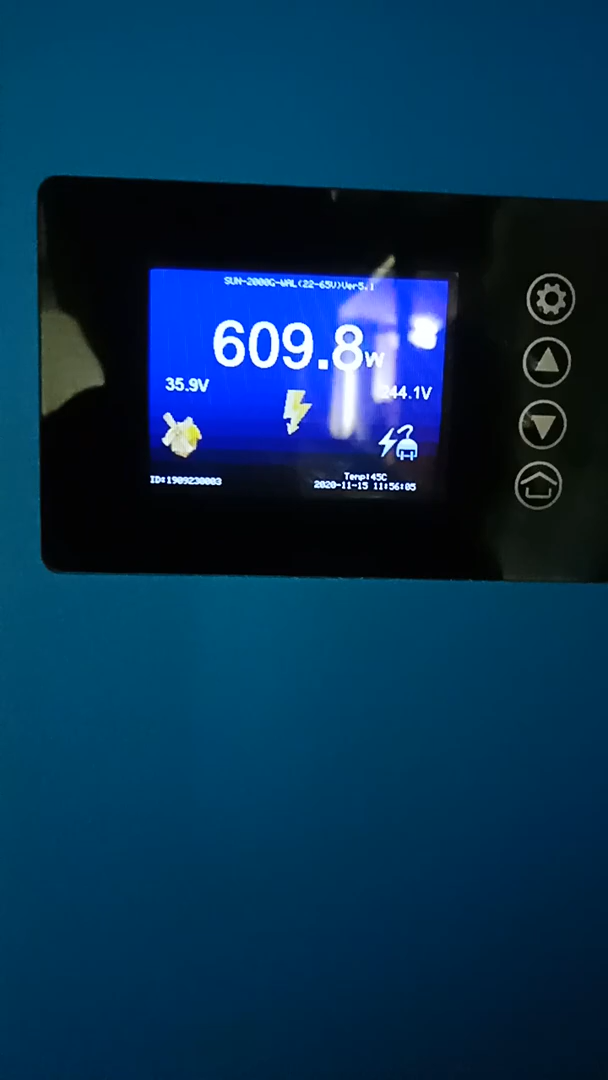 SUN-2000G-WAL(22-65V)Ver5.1
609.8W
35.9V
244.1V
ID:1909230003
Temp:45C
2020-11-15 11:56:05